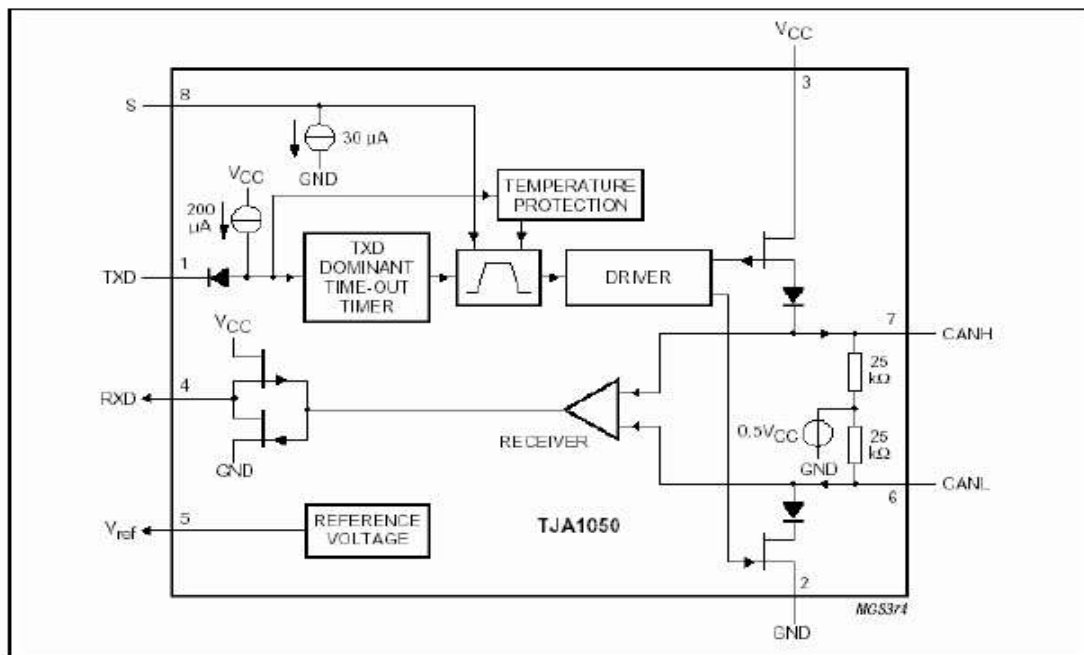 VCC
3
8
S
30 µA
GND
VCC
200
µA
TEMPERATURE
PROTECTION
1
TXD
TXD
DOMINANT
TIME-OUT
TIMER
DRIVER
7
CANH
25
kΩ
VCC
4
RXD
GND
RECEIVER
0.5VCC
GND
25
kΩ
6
CANL
5
Vref
REFERENCE
VOLTAGE
TJA1050
2
MGS374
GND